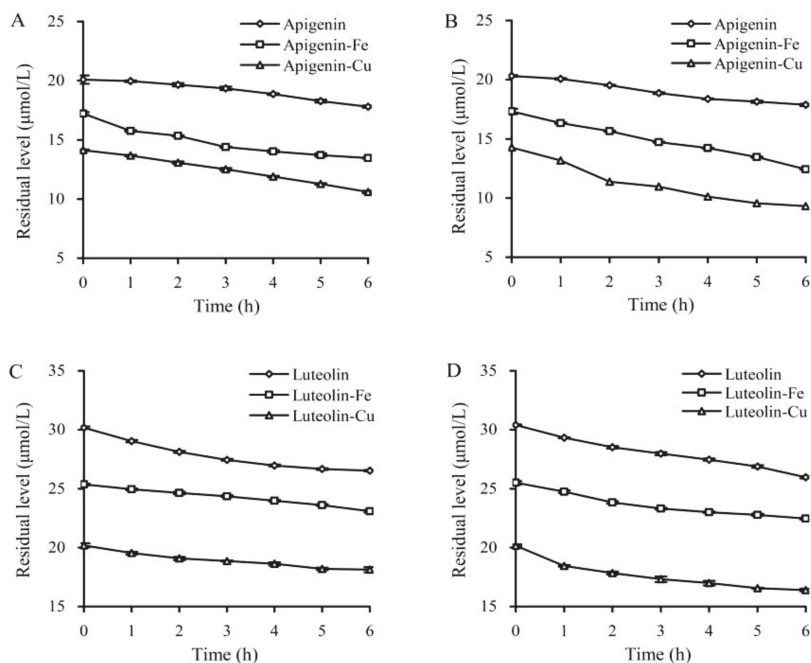 A
Apigenin
Apigenin-Fe
Apigenin-Cu
Residual level (μmol/L)
25
20
15
10
5
0 1 2 3 4 5 6
Time (h)
B
Apigenin
Apigenin-Fe
Apigenin-Cu
Residual level (μmol/L)
25
20
15
10
5
0 1 2 3 4 5 6
Time (h)
C
Luteolin
Luteolin-Fe
Luteolin-Cu
Residual level (μmol/L)
35
30
25
20
15
0 1 2 3 4 5 6
Time (h)
D
Luteolin
Luteolin-Fe
Luteolin-Cu
Residual level (μmol/L)
35
30
25
20
15
0 1 2 3 4 5 6
Time (h)